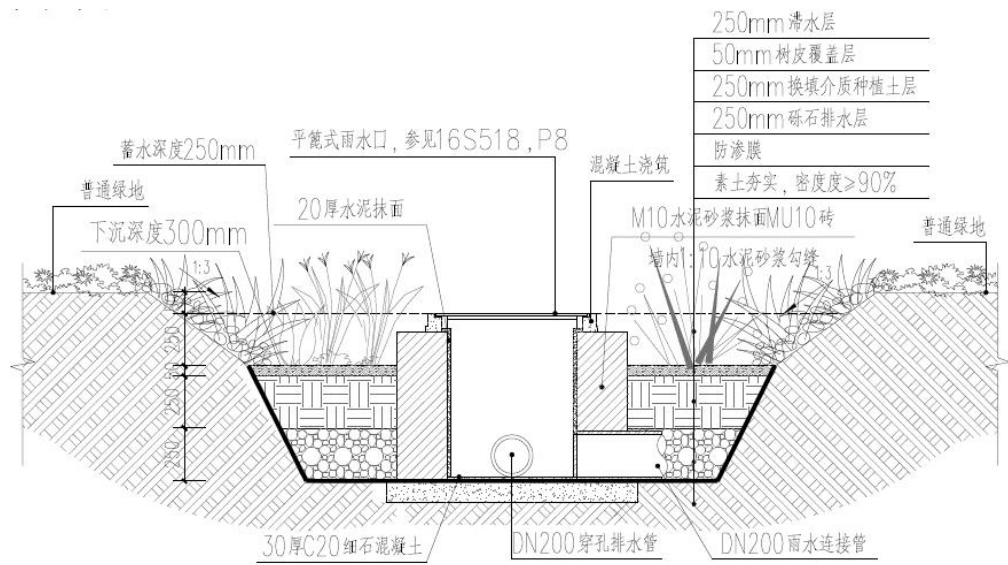 250mm滞水层
50mm树皮覆盖层
250mm换填介质种植土层
250mm砾石排水层
防渗膜
素土夯实，密度度≥90%
平篦式雨水口，参见16S518，P8
蓄水深度250mm
混凝土浇筑
普通绿地
20厚水泥抹面
M10水泥砂浆抹面MU10砖
普通绿地
下沉深度300mm
墙内1:10水泥砂浆勾缝
1:3
1:3
250
50
250
250
30厚C20细石混凝土
DN200穿孔排水管
DN200雨水连接管